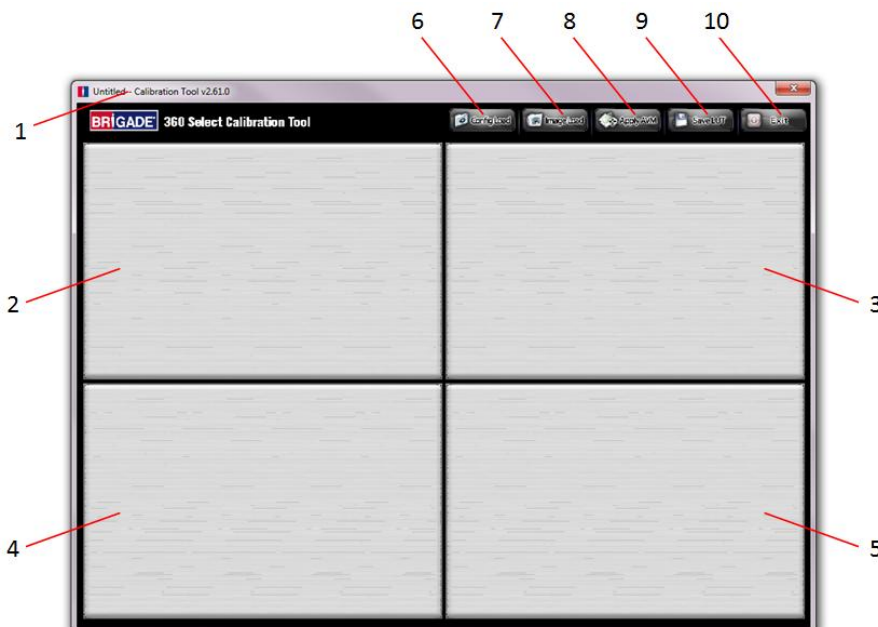 6 7 8 9 10
Untitled - Calibration Tool v2.61.0
1
BRIGADE 360 Select Calibration Tool Config Load Image Load Apply AVM Save LUT Exit
2 3
4 5